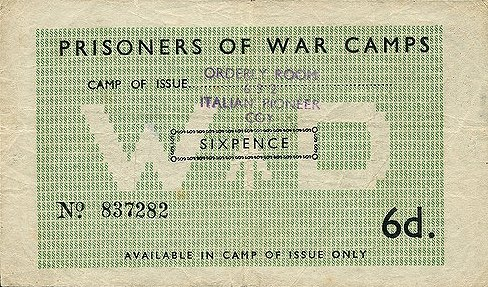 PRISONERS OF WAR CAMPS
CAMP OF ISSUE
ORDERLY ROOM
ITALIAN PIONEER
COY
SIXPENCE
W D
Nº 837282
6d.
AVAILABLE IN CAMP OF ISSUE ONLY